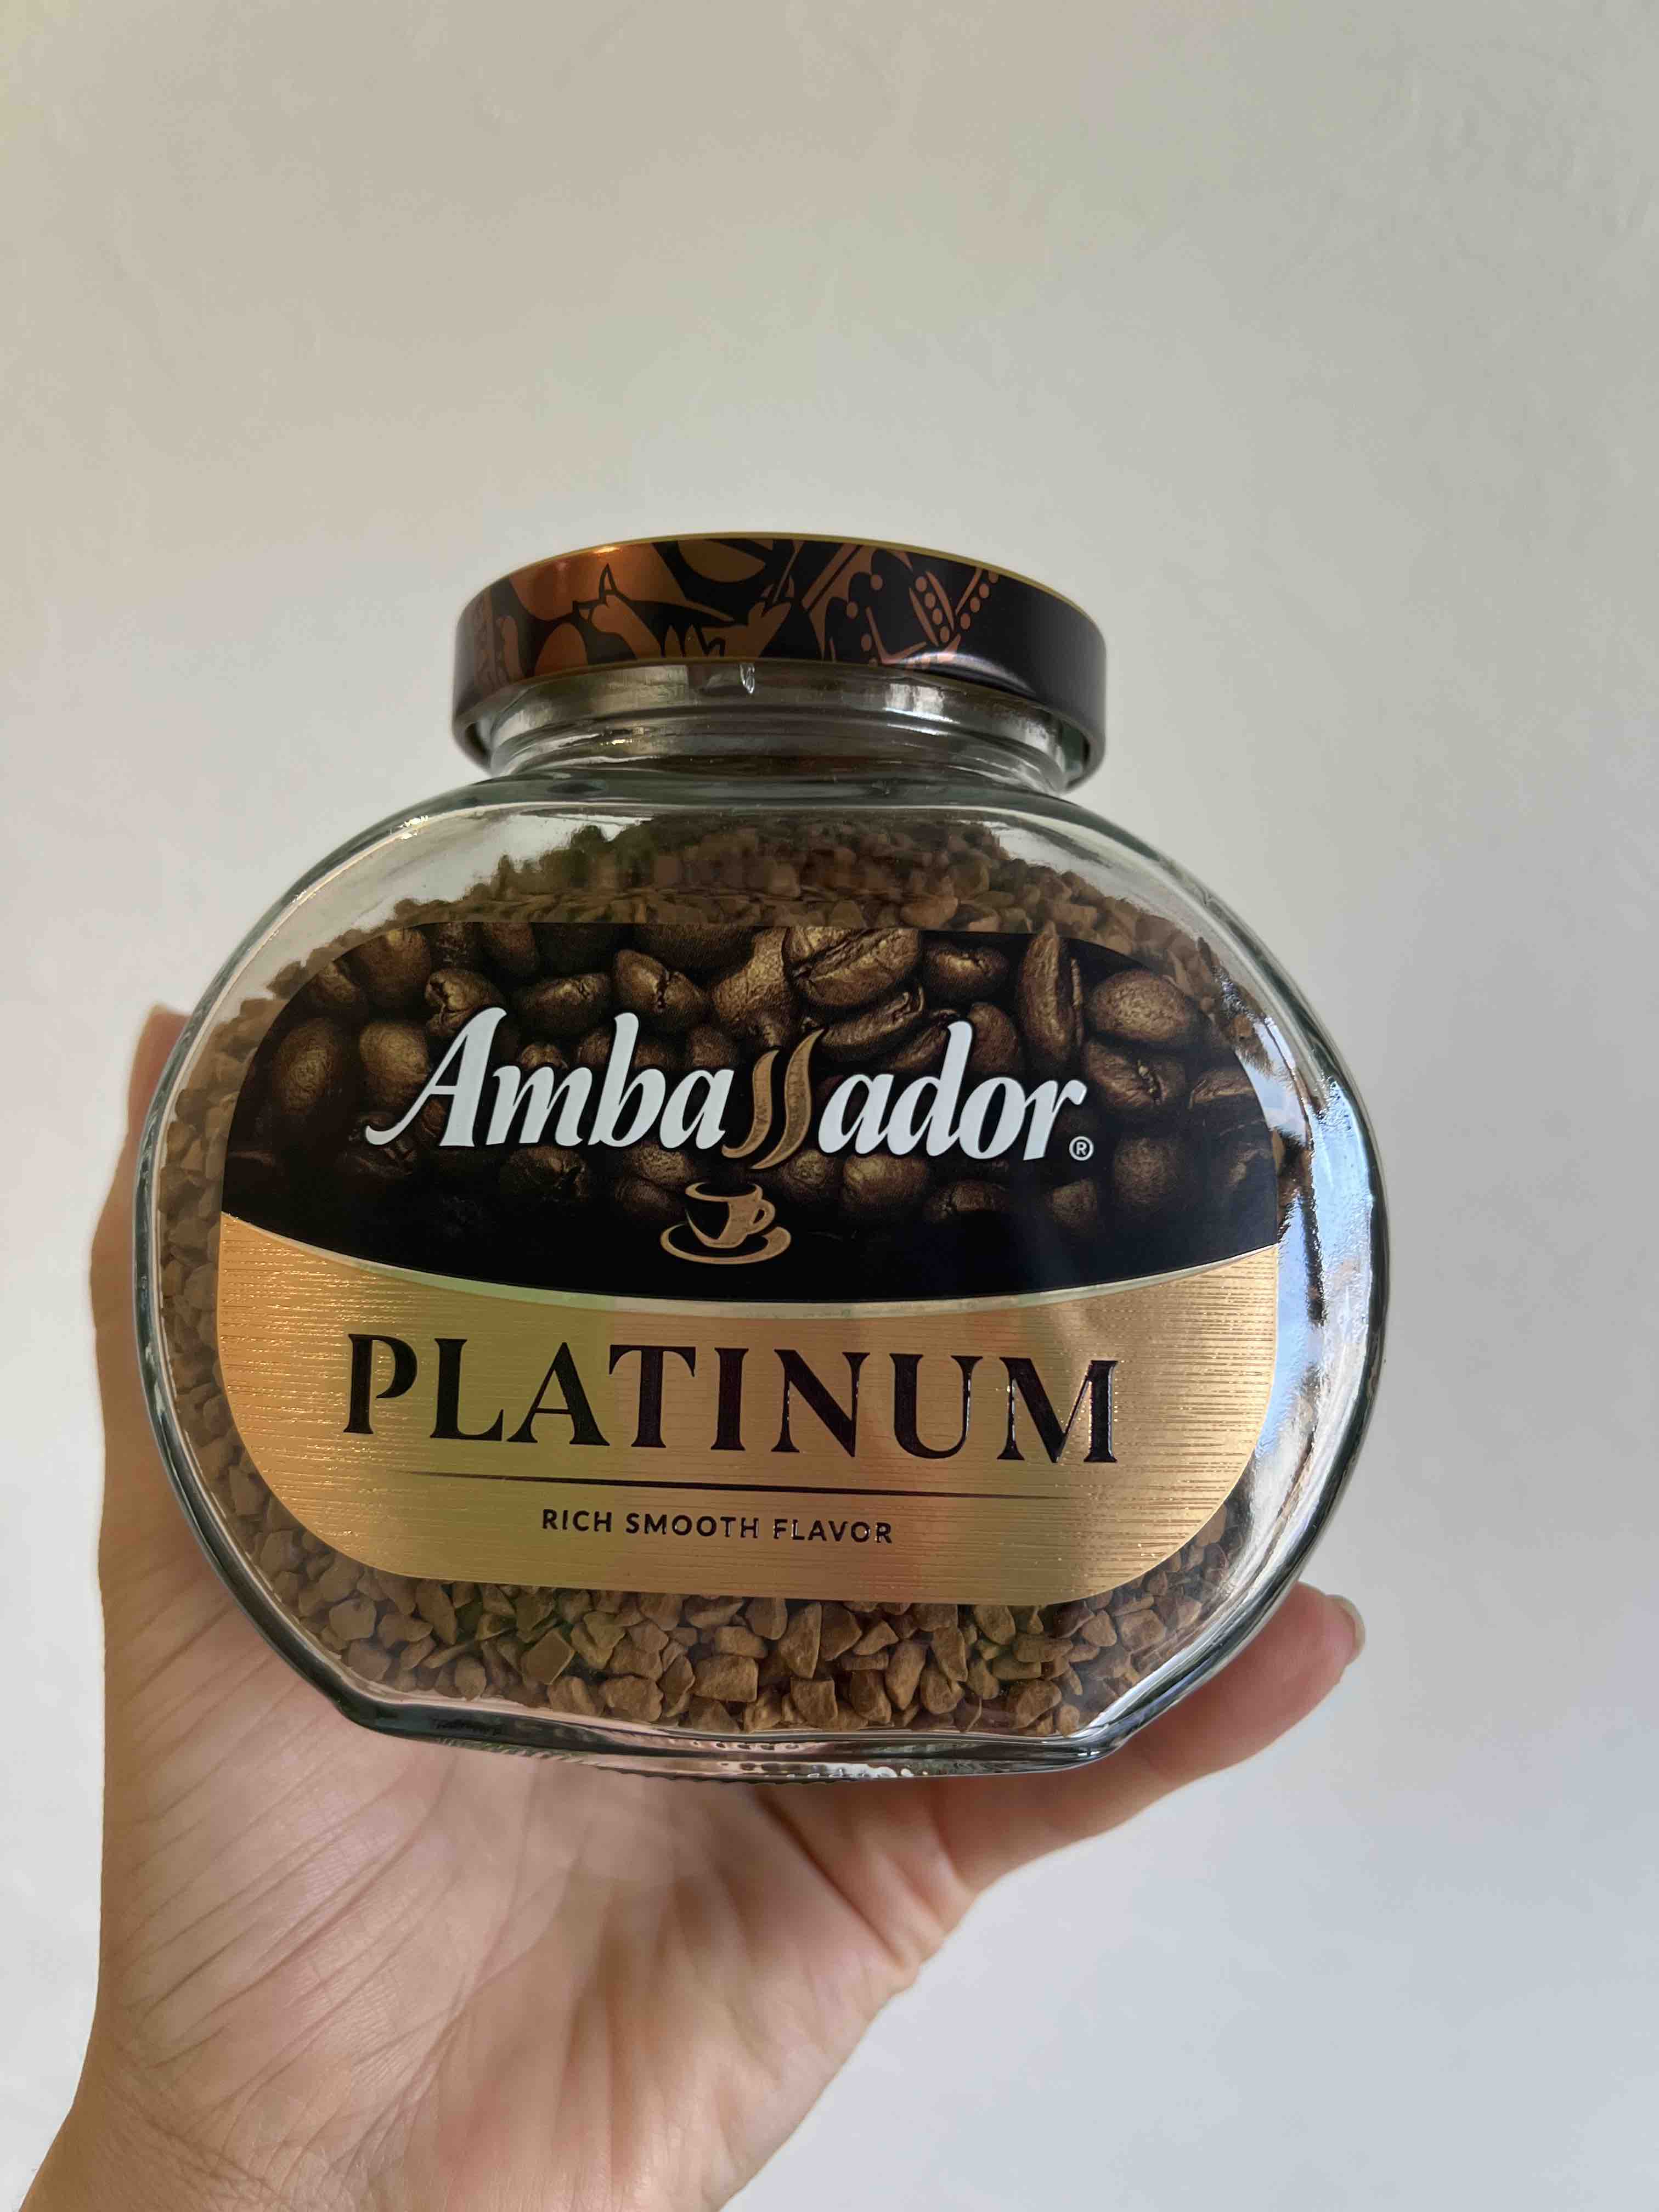 Ambassador®
PLATINUM
RICH SMOOTH FLAVOR